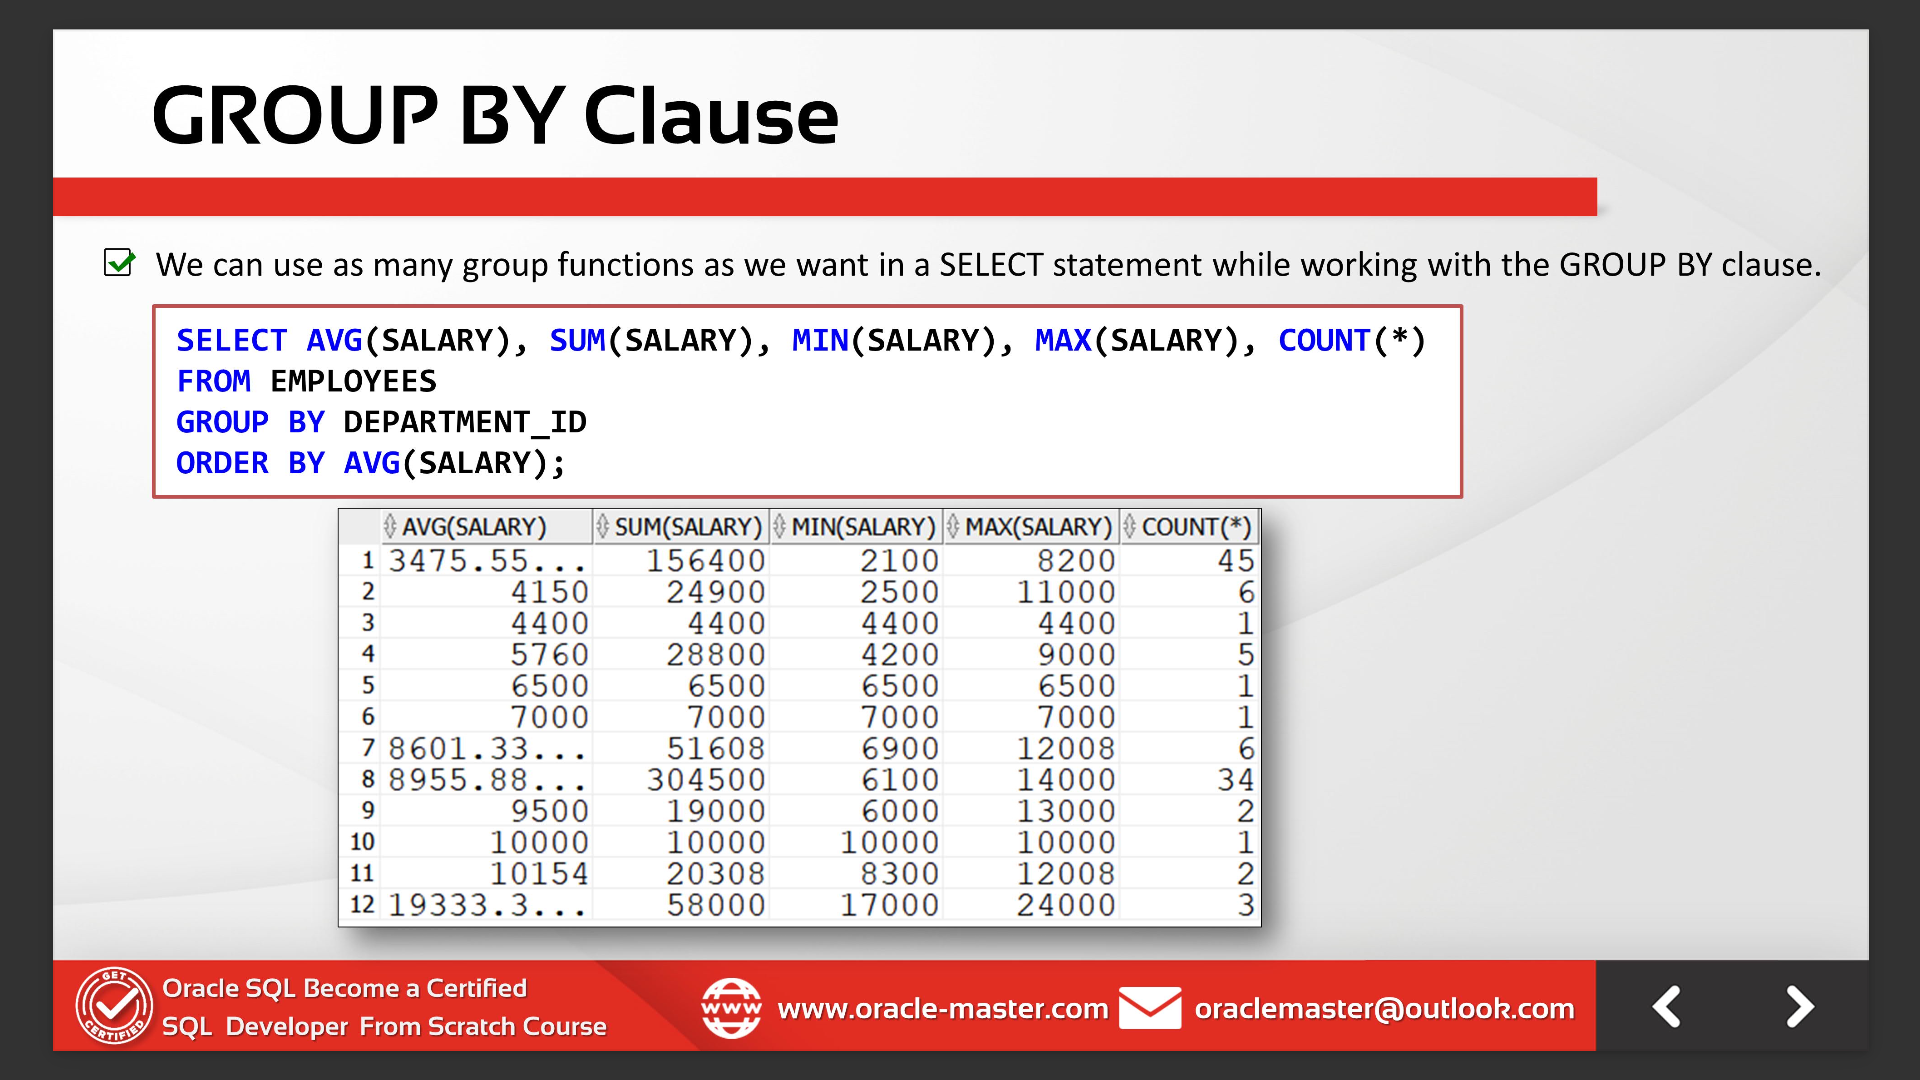 GROUP BY Clause
We can use as many group functions as we want in a SELECT statement while working with the GROUP BY clause.
SELECT AVG(SALARY), SUM(SALARY), MIN(SALARY), MAX(SALARY), COUNT(*)
FROM EMPLOYEES
GROUP BY DEPARTMENT_ID
ORDER BY AVG(SALARY);
AVG(SALARY) SUM(SALARY) MIN(SALARY) MAX(SALARY) COUNT(*)
1 3475.55... 156400 2100 8200 45
2 4150 24900 2500 11000 6
3 4400 4400 4400 4400 1
4 5760 28800 4200 9000 5
5 6500 6500 6500 6500 1
6 7000 7000 7000 7000 1
7 8601.33... 51608 6900 12008 6
8 8955.88... 304500 6100 14000 34
9 9500 19000 6000 13000 2
10 10000 10000 10000 10000 1
11 10154 20308 8300 12008 2
12 19333.3... 58000 17000 24000 3
GET
CERTIFIED
Oracle SQL Become a Certified
SQL Developer From Scratch Course
www
www.oracle-master.com
oraclemaster@outlook.com